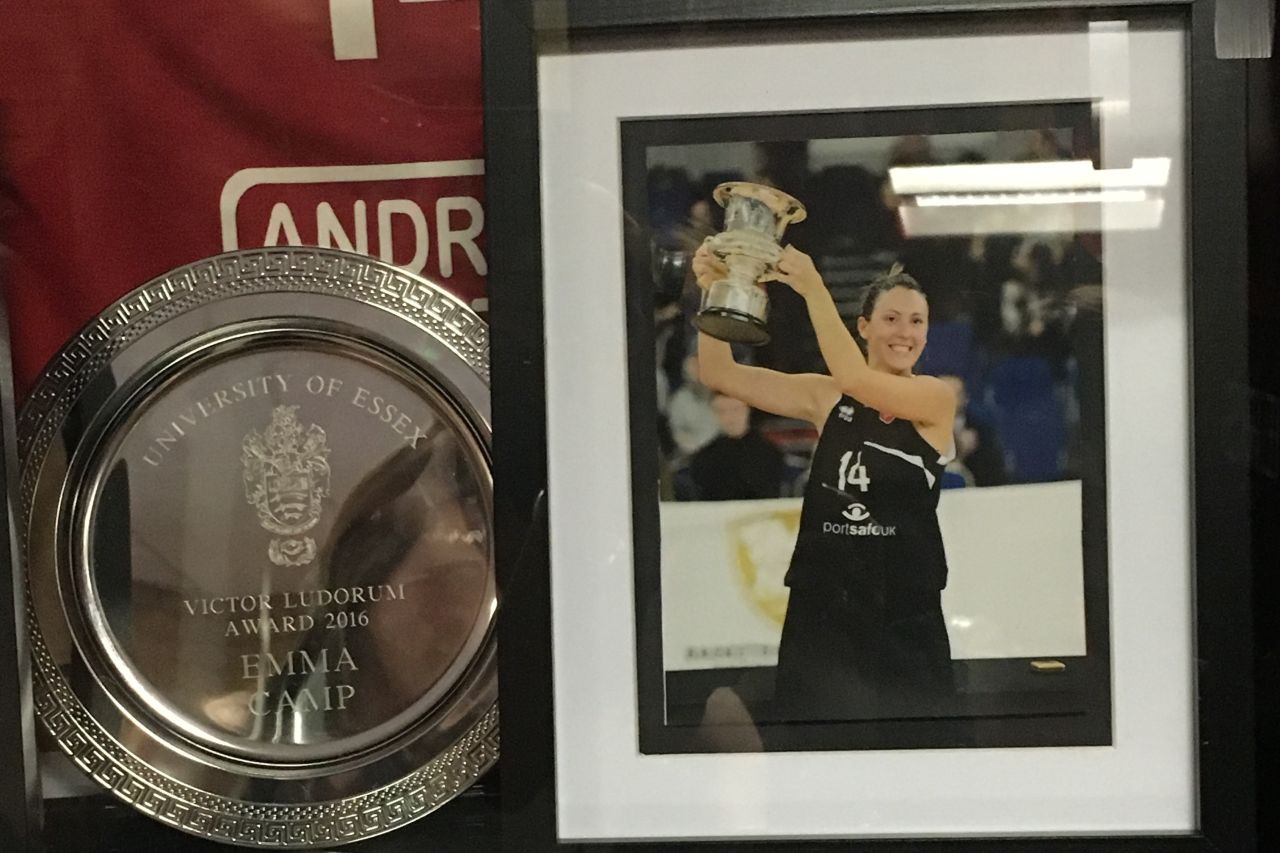 ANDR
UNIVERSITY OF ESSEX
VICTOR LUDORUM
AWARD 2016
EMMA
CAMP
14
portsafeUK